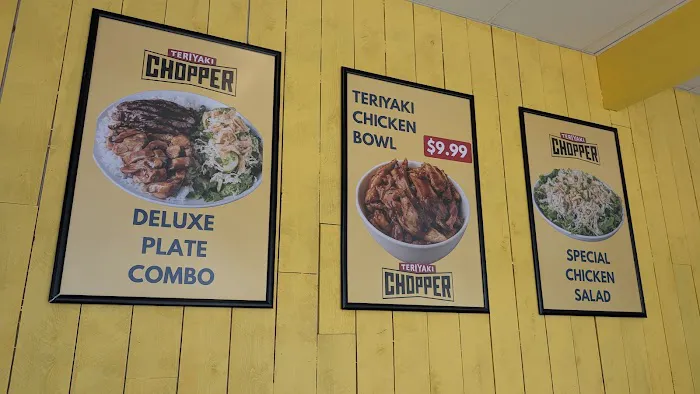 TERIYAKI
CHOPPER
DELUXE
PLATE
COMBO
TERIYAKI
CHICKEN
BOWL
$9.99
TERIYAKI
CHOPPER
TERIYAKI
CHOPPER
SPECIAL
CHICKEN
SALAD